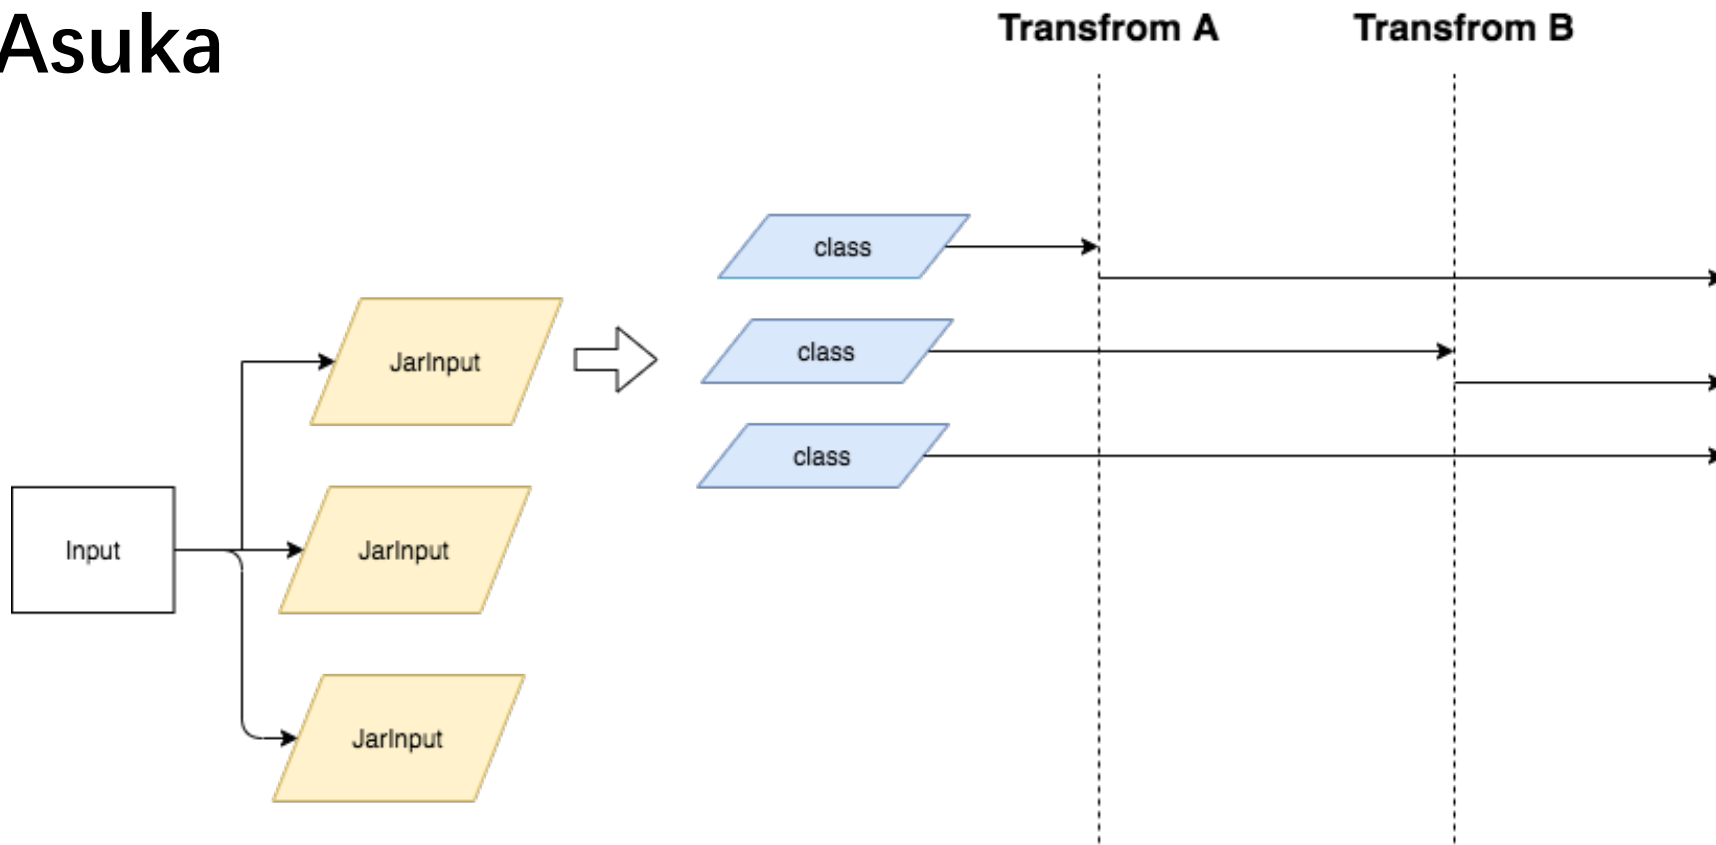 Asuka
Transfrom A
Transfrom B
class
JarInput
class
class
Input
JarInput
JarInput